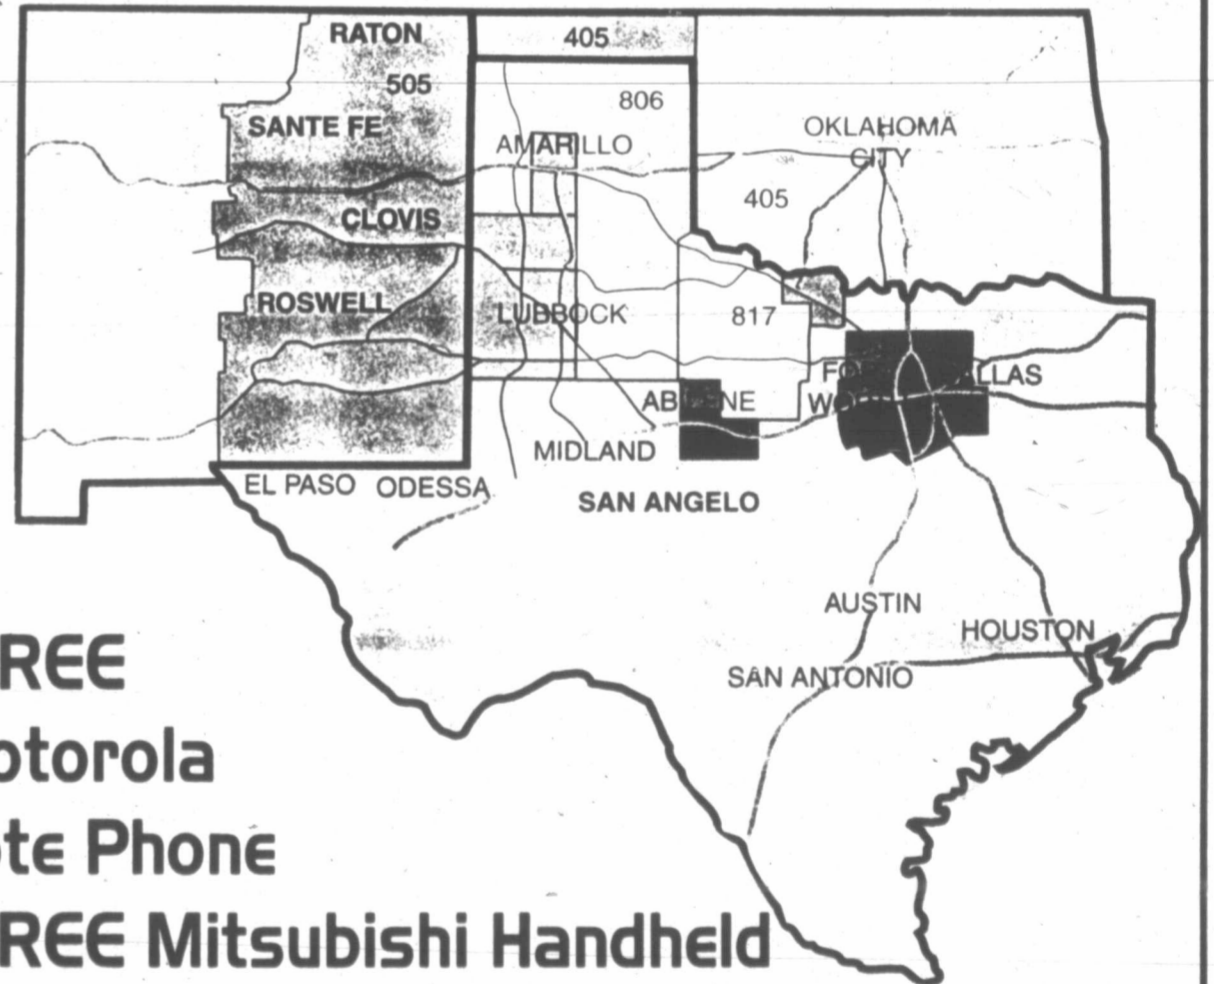 RATON
405
505
806
SANTE FE
OKLAHOMA
CITY
AMARILLO
405
CLOVIS
ROSWELL
LUBBOCK
817
ABILENE
MIDLAND
EL PASO
ODESSA
SAN ANGELO
AUSTIN
HOUSTON
SAN ANTONIO
REE
otorola
te Phone
REE Mitsubishi Handheld